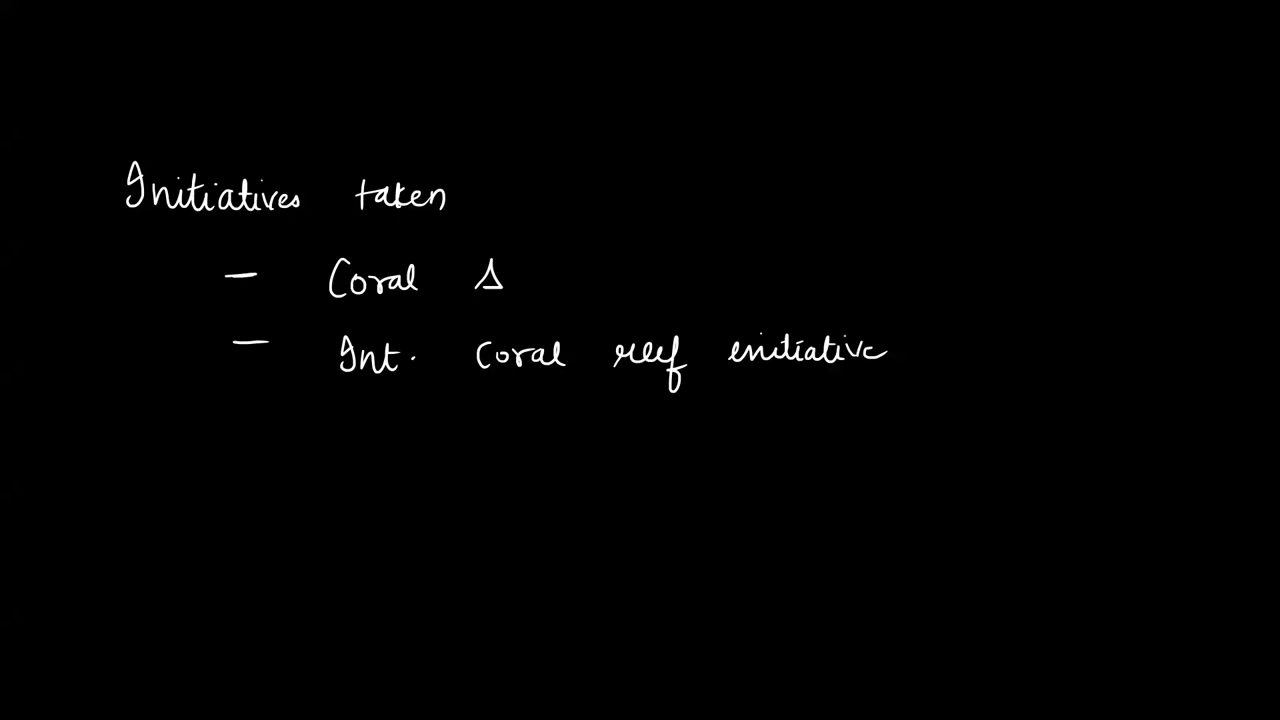 Initiatives taken
- Coral Δ
- Int. Coral reef initiative